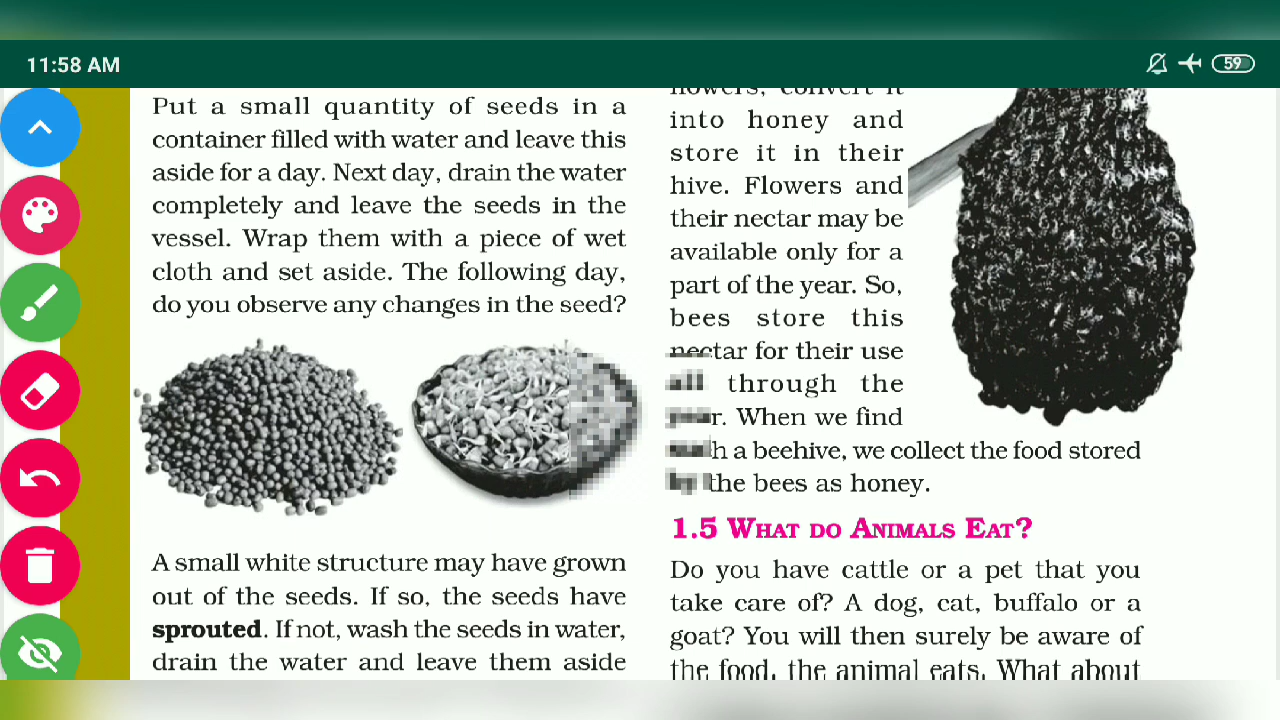 11:58 AM
59
Put a small quantity of seeds in a
container filled with water and leave this
aside for a day. Next day, drain the water
completely and leave the seeds in the
vessel. Wrap them with a piece of wet
cloth and set aside. The following day,
do you observe any changes in the seed?
A small white structure may have grown
out of the seeds. If so, the seeds have
sprouted. If not, wash the seeds in water,
drain the water and leave them aside
flowers, convert it
into honey and
store it in their
hive. Flowers and
their nectar may be
available only for a
part of the year. So,
bees store this
nectar for their use
all through the
year. When we find
such a beehive, we collect the food stored
by the bees as honey.
1.5 WHAT DO ANIMALS EAT?
Do you have cattle or a pet that you
take care of? A dog, cat, buffalo or a
goat? You will then surely be aware of
the food, the animal eats. What about